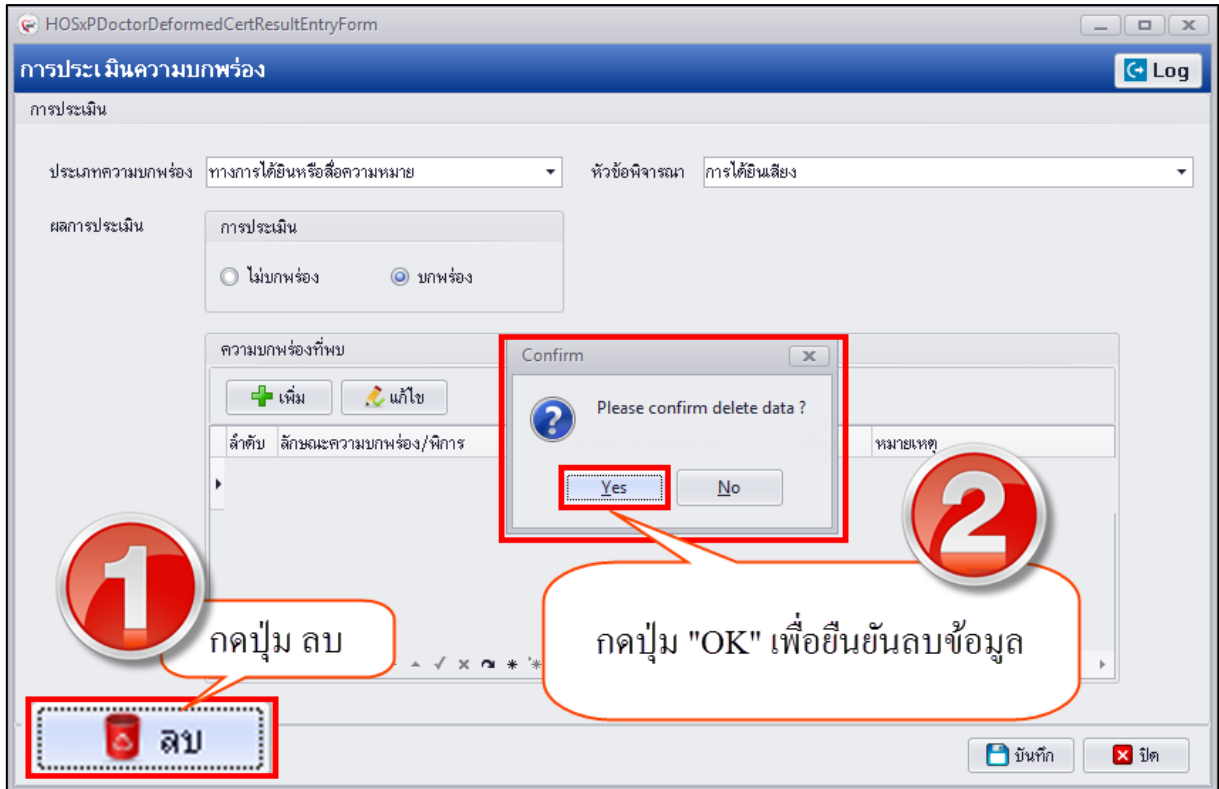 HOSxPDoctorDeformedCertResultEntryForm
การประเมินความบกพร่อง
Log
การประเมิน
ประเภทความบกพร่อง ทางการได้ยินหรือสื่อความหมาย หัวข้อพิจารณา การได้ยินเสียง
ผลการประเมิน การประเมิน
ไม่บกพร่อง บกพร่อง
ความบกพร่องที่พบ
Confirm
เพิ่ม แก้ไข
Please confirm delete data ?
ลำดับ ลักษณะความบกพร่อง/พิการ หมายเหตุ
Yes No
1
2
กดปุ่ม ลบ
กดปุ่ม "OK" เพื่อยืนยันลบข้อมูล
ลบ
บันทึก ปิด